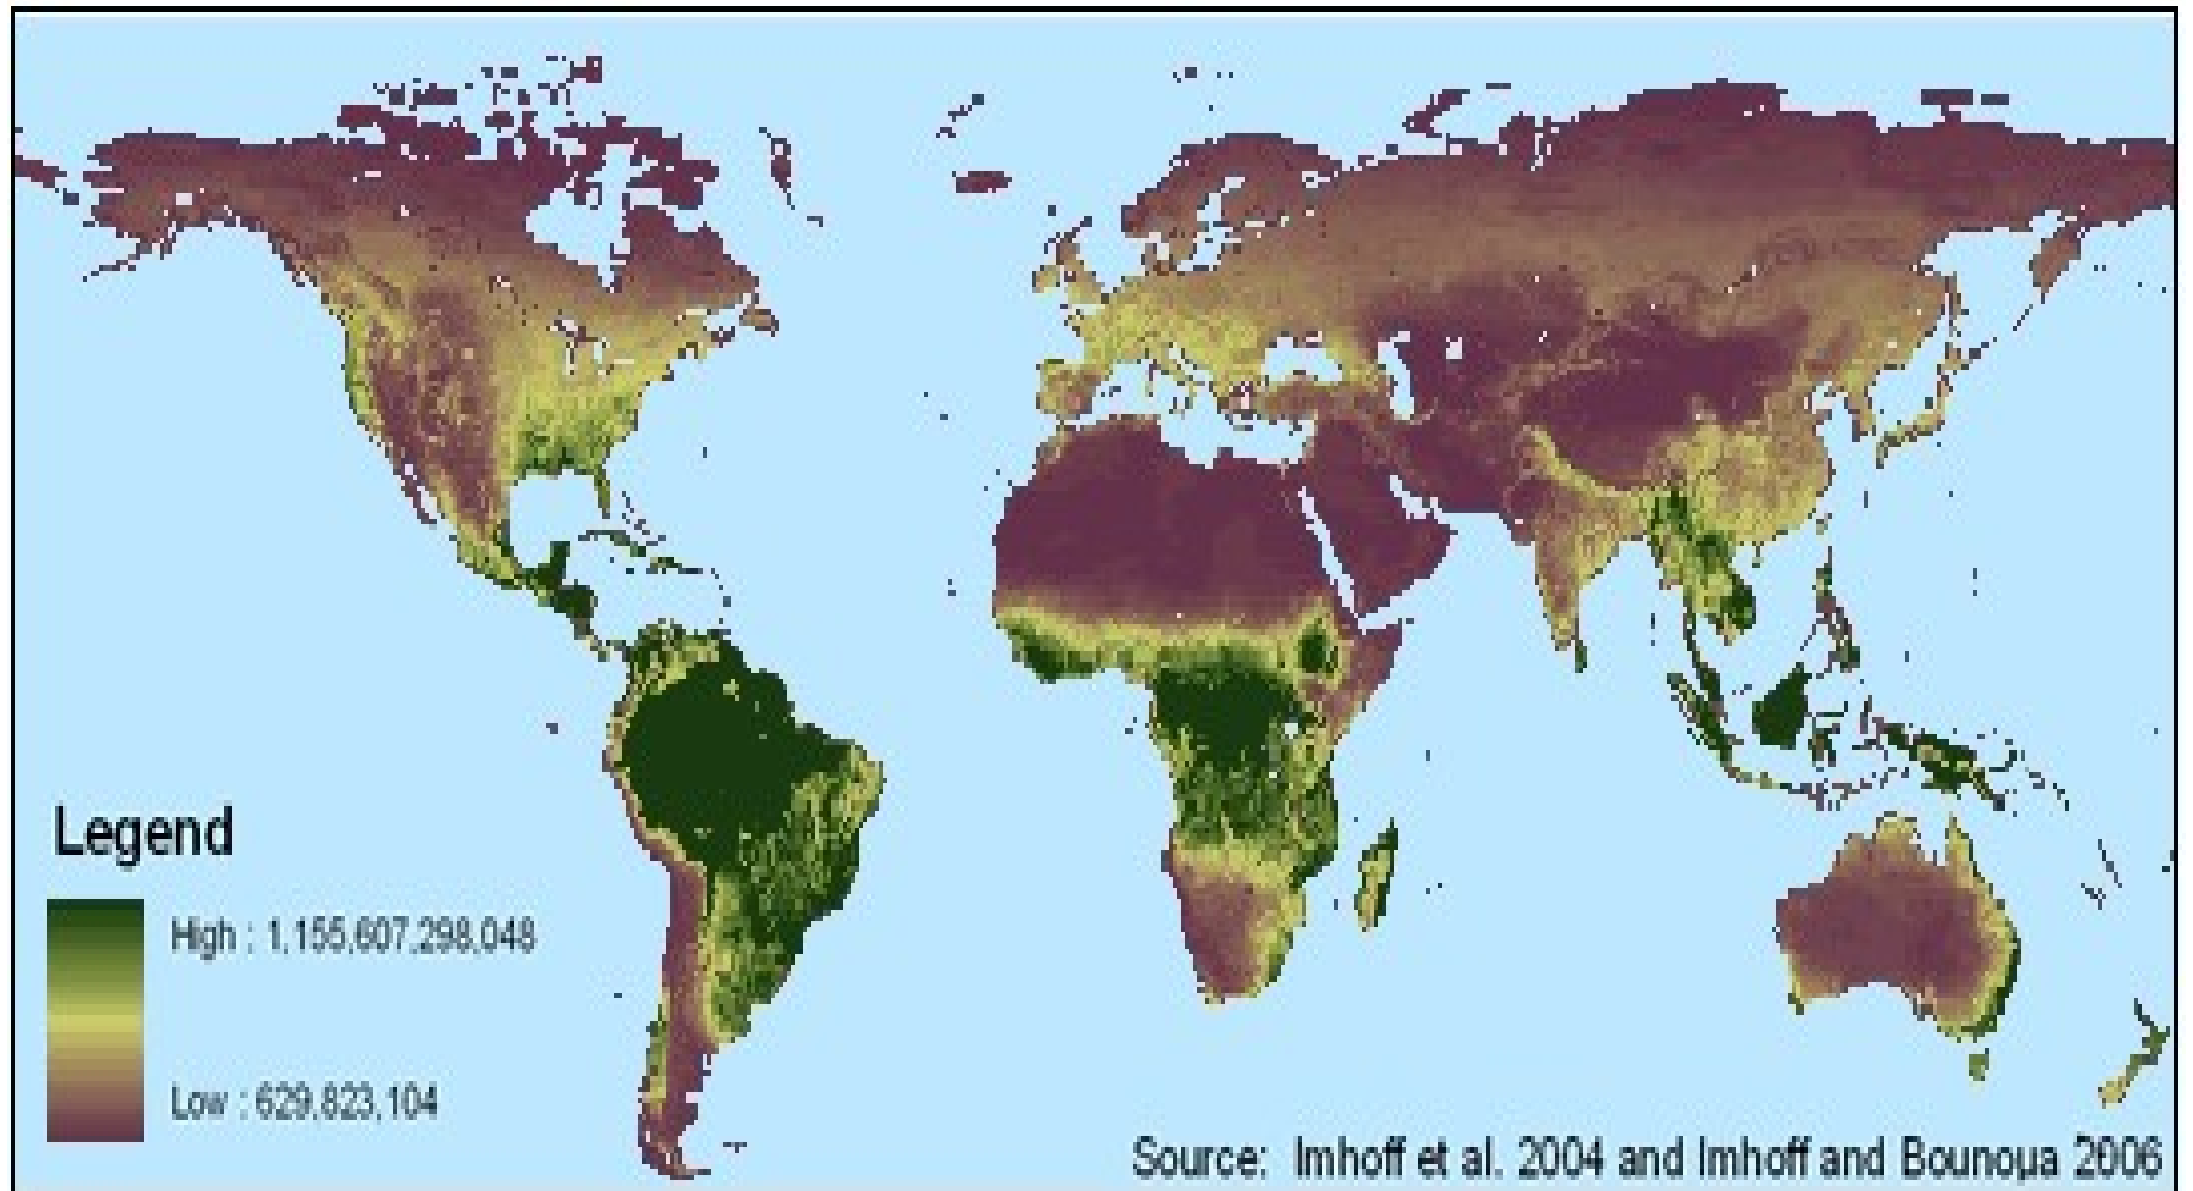 Legend
High : 1,155,607,298,048
Low : 629,823,104
Source: Imhoff et al. 2004 and Imhoff and Bounoua 2006